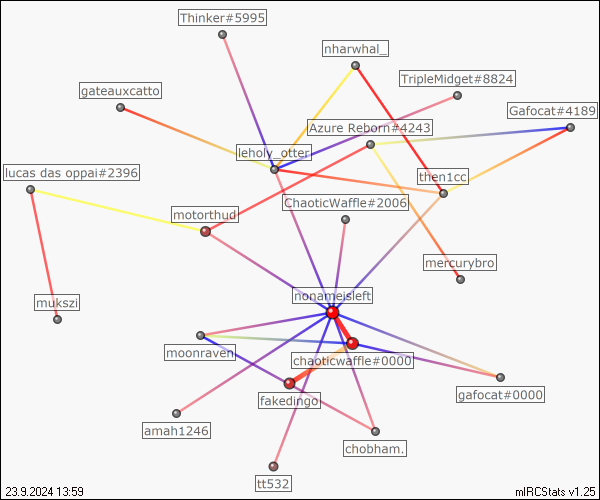 Thinker#5995
nharwhal_
TripleMidget#8824
gateauxcatto
Gafocat#4189
Azure Reborn#4243
leholy_otter
lucas das oppai#2396
then1cc
ChaoticWaffle#2006
motorthud
mercurybro
nonameisleft
mukszi
moonraven
chaoticwaffle#0000
gafocat#0000
fakedingo
amah1246
chobham.
tt532
23.9.2024 13:59
mIRCStats v1.25